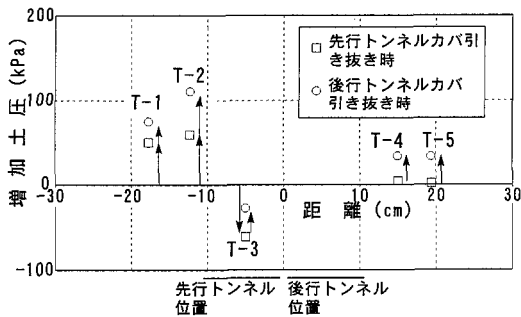 200
100
0
-100
増加土圧(kPa)
□ 先行トンネルカバ引
き抜き時
○ 後行トンネルカバ
引き抜き時
T-1
T-2
T-3
T-4
T-5
-30
-20
-10
0
10
20
30
距離(cm)
先行トンネル
位置
後行トンネル
位置